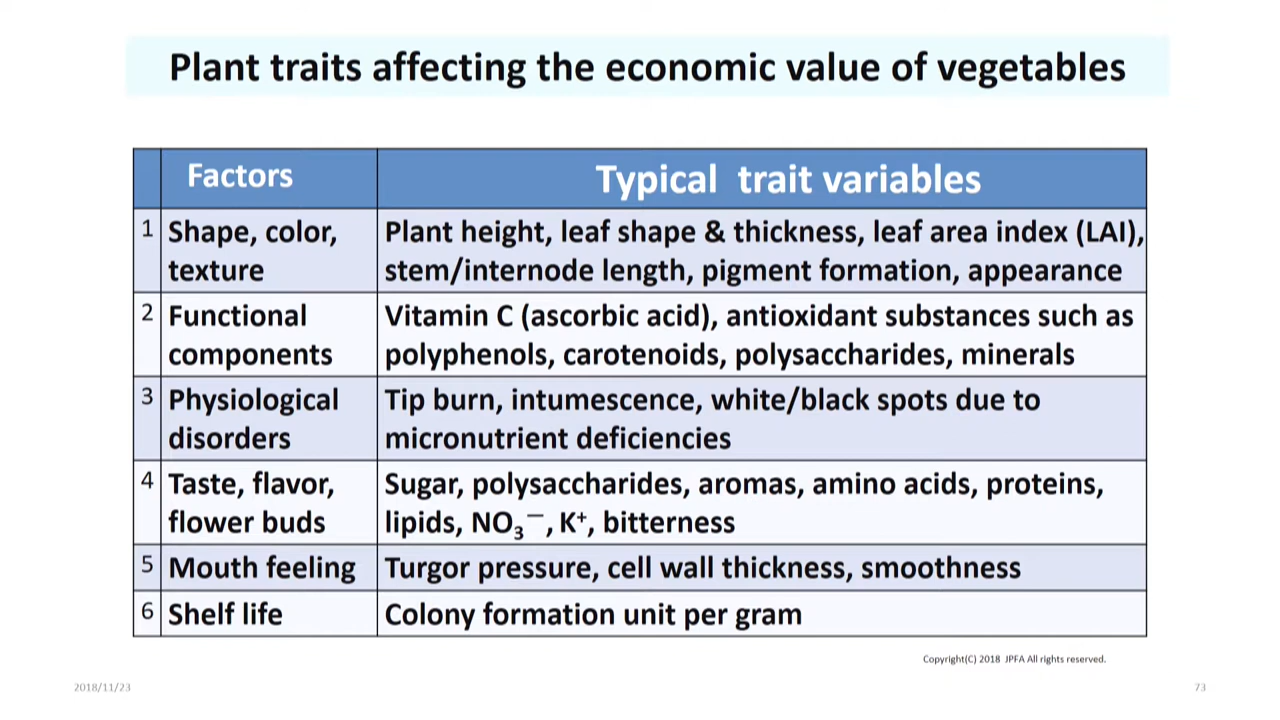 Plant traits affecting the economic value of vegetables
Factors
Typical trait variables
1
Shape, color,
texture
Plant height, leaf shape & thickness, leaf area index (LAI),
stem/internode length, pigment formation, appearance
2
Functional
components
Vitamin C (ascorbic acid), antioxidant substances such as
polyphenols, carotenoids, polysaccharides, minerals
3
Physiological
disorders
Tip burn, intumescence, white/black spots due to
micronutrient deficiencies
4
Taste, flavor,
flower buds
Sugar, polysaccharides, aromas, amino acids, proteins,
lipids, NO₃⁻, K⁺, bitterness
5
Mouth feeling
Turgor pressure, cell wall thickness, smoothness
6
Shelf life
Colony formation unit per gram
Copyright(C) 2018 JPFA All rights reserved.
2018/11/23
73